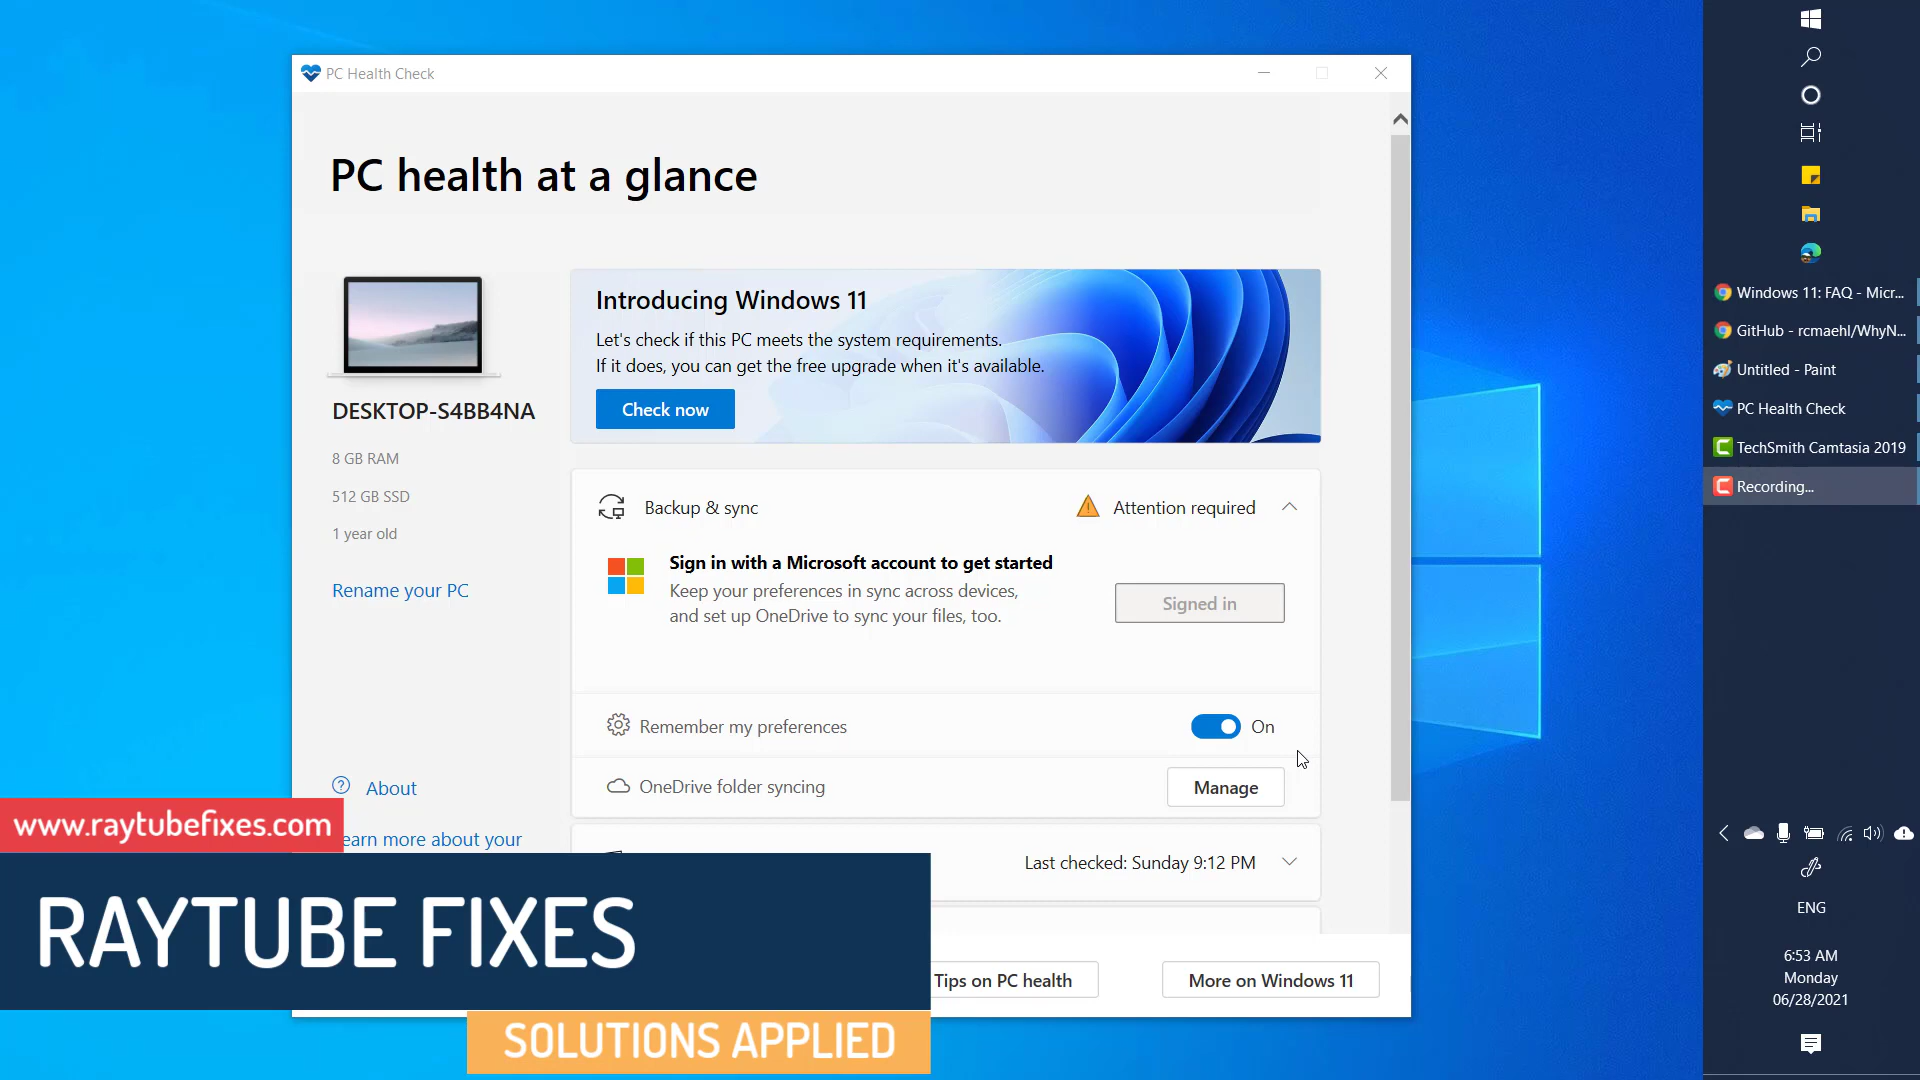 PC Health Check
PC health at a glance
DESKTOP-S4BB4NA
8 GB RAM
512 GB SSD
1 year old
Rename your PC
About
earn more about your
Introducing Windows 11
Let's check if this PC meets the system requirements.
If it does, you can get the free upgrade when it's available.
Check now
Backup & sync
Attention required
Sign in with a Microsoft account to get started
Keep your preferences in sync across devices,
and set up OneDrive to sync your files, too.
Signed in
Remember my preferences
On
OneDrive folder syncing
Manage
Last checked: Sunday 9:12 PM
Tips on PC health
More on Windows 11
www.raytubefixes.com
RAYTUBE FIXES
SOLUTIONS APPLIED
Windows 11: FAQ - Micr...
GitHub - rcmaehl/WhyN...
Untitled - Paint
PC Health Check
TechSmith Camtasia 2019
Recording...
ENG
6:53 AM
Monday
06/28/2021